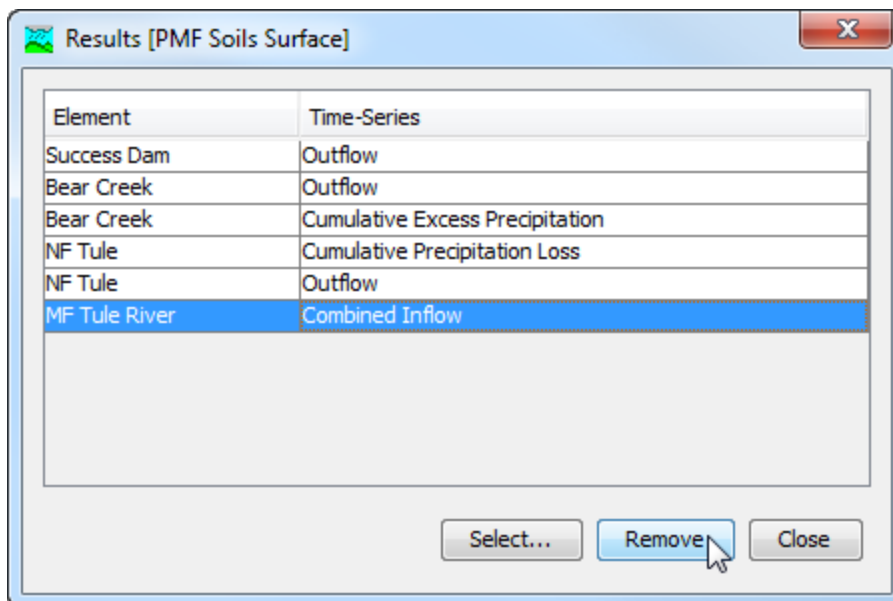 Results [PMF Soils Surface]
X
Element Time-Series
Success Dam Outflow
Bear Creek Outflow
Bear Creek Cumulative Excess Precipitation
NF Tule Cumulative Precipitation Loss
NF Tule Outflow
MF Tule River Combined Inflow
Select... Remove Close